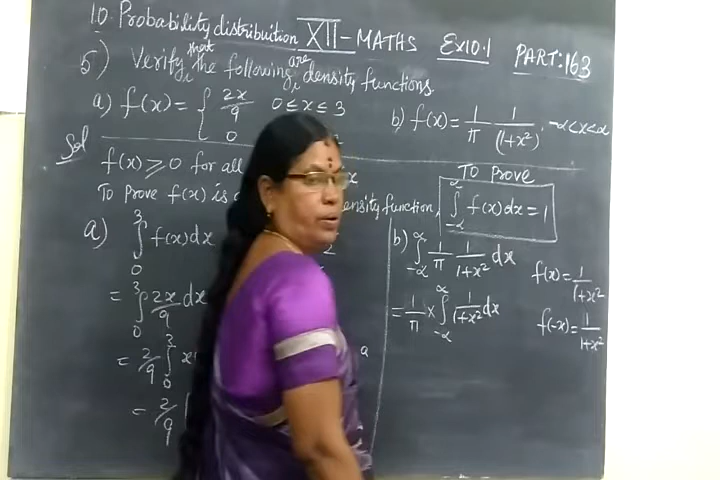 10. Probability distribuition XII - MATHS Ex10.1 PART:163
5) Verify that the following are density functions.
a) f(x) = { 2x/9 0 ≤ x ≤ 3
0
b) f(x) = 1/π 1/(1+x²), -α<x<α
Sol
f(x) ⩾ 0 for all x
To Prove f(x) is density function,
To Prove
∫_{-α}^{α} f(x) dx = 1
a) ∫_0^3 f(x) dx
= ∫_0^3 2x/9 dx
= 2/9 ∫_0^3 x
= 2/9
b) ∫_{-α}^{α} 1/π 1/1+x² dx
= 1/π × ∫_{-α}^{α} 1/1+x² dx
f(x) = 1/1+x²
f(-x) = 1/1+x²